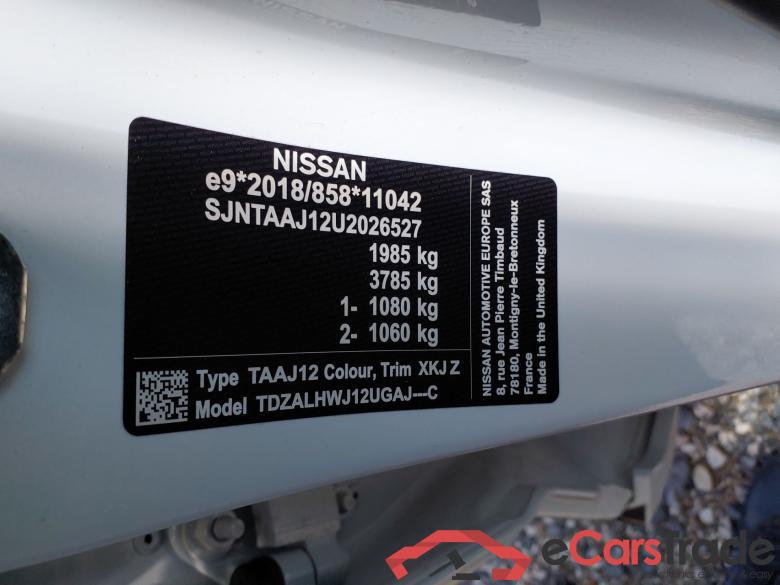 NISSAN
e9*2018/858*11042
SJNTAAJ12U2026527
1985 kg
3785 kg
1- 1080 kg
2- 1060 kg
Type TAAJ12 Colour, Trim XKJ Z
Model TDZALHWJ12UGAJ---C
NISSAN AUTOMOTIVE EUROPE SAS
8, rue Jean Pierre Timbaud
78180, Montigny-le-Bretonneux
France
Made in the United Kingdom
eCarsTrade